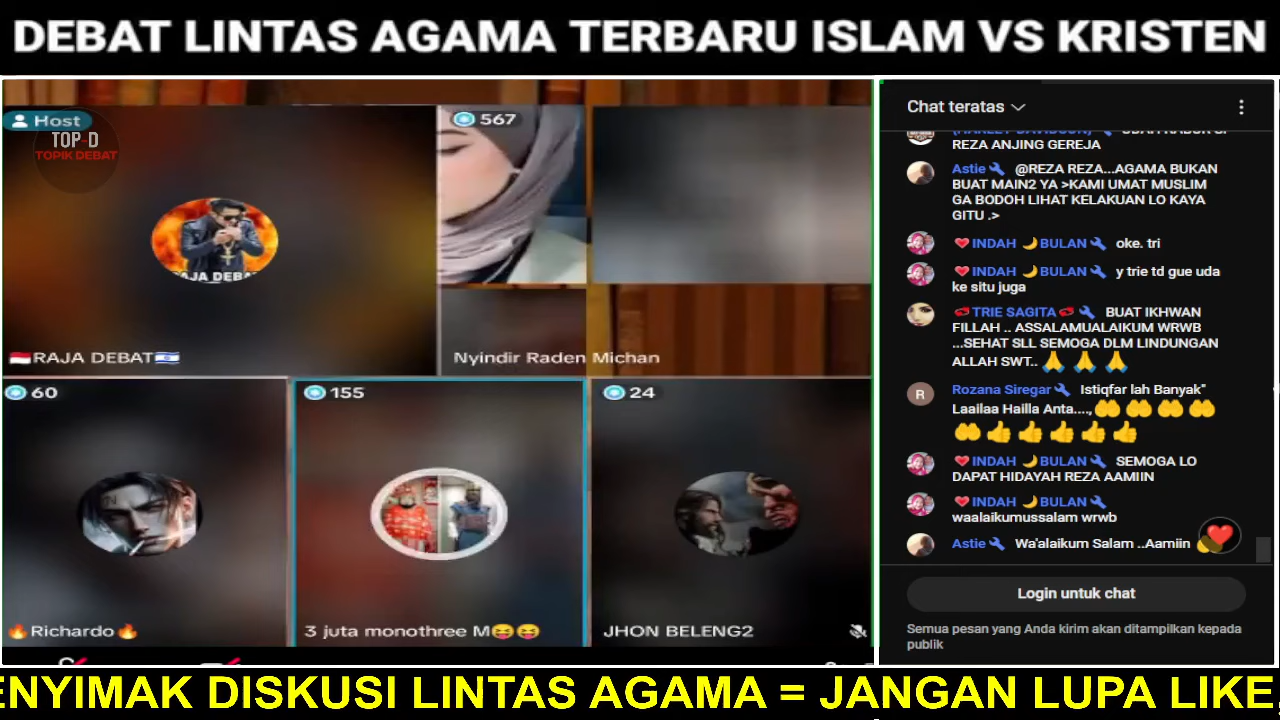 DEBAT LINTAS AGAMA TERBARU ISLAM VS KRISTEN
Host
TOP-D
TOPIK DEBAT
567
RAJA DEBAT
🇮🇩RAJA DEBAT🇮🇱
Nyindir Raden Michan
60
155
24
🔥Richardo🔥
3 juta monothree M😝😝
JHON BELENG2
Chat teratas
REZA ANJING GEREJA
Astie🔧 @REZA REZA...AGAMA BUKAN
BUAT MAIN2 YA >KAMI UMAT MUSLIM
GA BODOH LIHAT KELAKUAN LO KAYA
GITU .>
❤️INDAH 🌙BULAN🔧 oke. tri
❤️INDAH 🌙BULAN🔧 y trie td gue uda
ke situ juga
TRIE SAGITA 🔧 BUAT IKHWAN
FILLAH .. ASSALAMUALAIKUM WRWB
...SEHAT SLL SEMOGA DLM LINDUNGAN
ALLAH SWT.. 🙏 🙏 🙏
R
Rozana Siregar🔧 Istiqfar lah Banyak"
Laailaa Hailla Anta....,🤲 🤲 🤲 🤲
🤲 👍 👍 👍 👍 👍
❤️INDAH 🌙BULAN🔧 SEMOGA LO
DAPAT HIDAYAH REZA AAMIIN
❤️INDAH 🌙BULAN🔧
waalaikumussalam wrwb
Astie🔧 Wa'alaikum Salam ..Aamiin
Login untuk chat
Semua pesan yang Anda kirim akan ditampilkan kepada
publik
ENYIMAK DISKUSI LINTAS AGAMA = JANGAN LUPA LIKE,